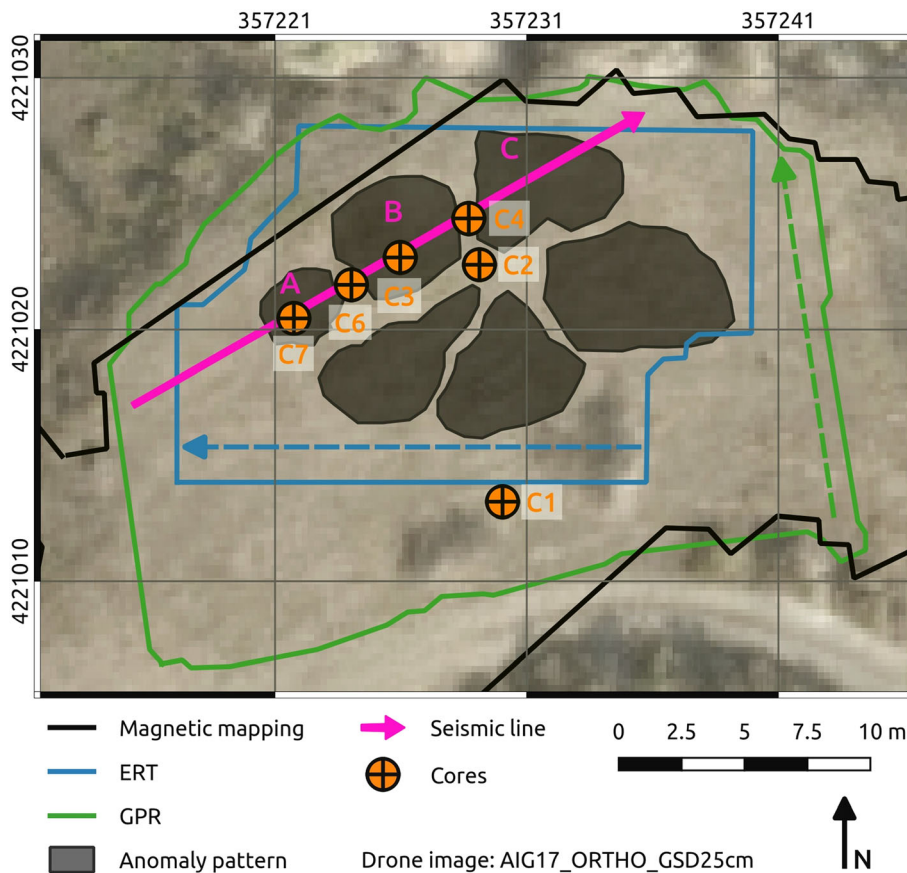 357221 357231 357241
4221030
4221020
4221010
C
B
A
C4
C2
C3
C6
C7
C1
Magnetic mapping
ERT
GPR
Anomaly pattern
Seismic line
Cores
0 2.5 5 7.5 10 m
N
Drone image: AIG17_ORTHO_GSD25cm